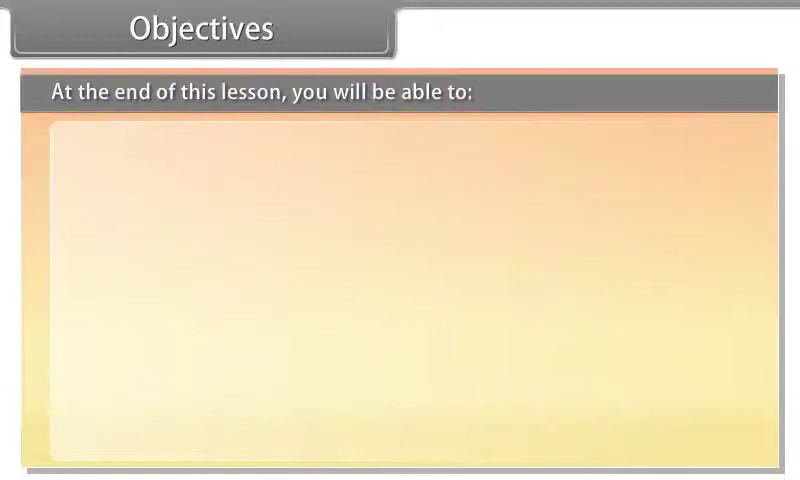 Objectives
At the end of this lesson, you will be able to: